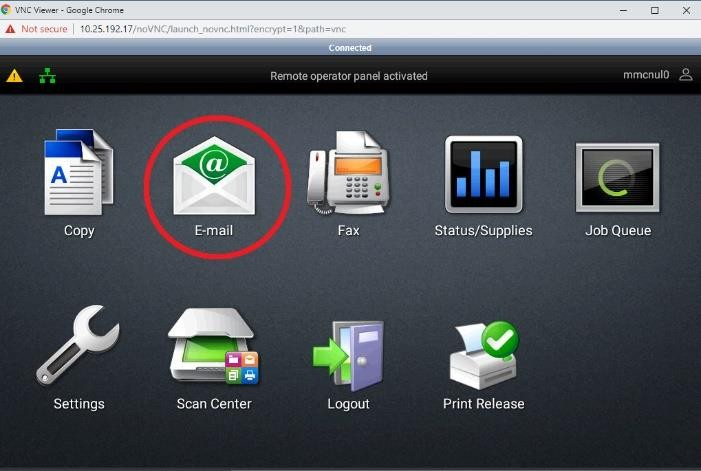 VNC Viewer - Google Chrome
Not secure | 10.25.192.17/noVNC/launch_novnc.html?encrypt=1&path=vnc
Connected
Remote operator panel activated
mmcnul0
A
@
Copy
E-mail
Fax
Status/Supplies
Job Queue
Settings
Scan Center
Logout
Print Release